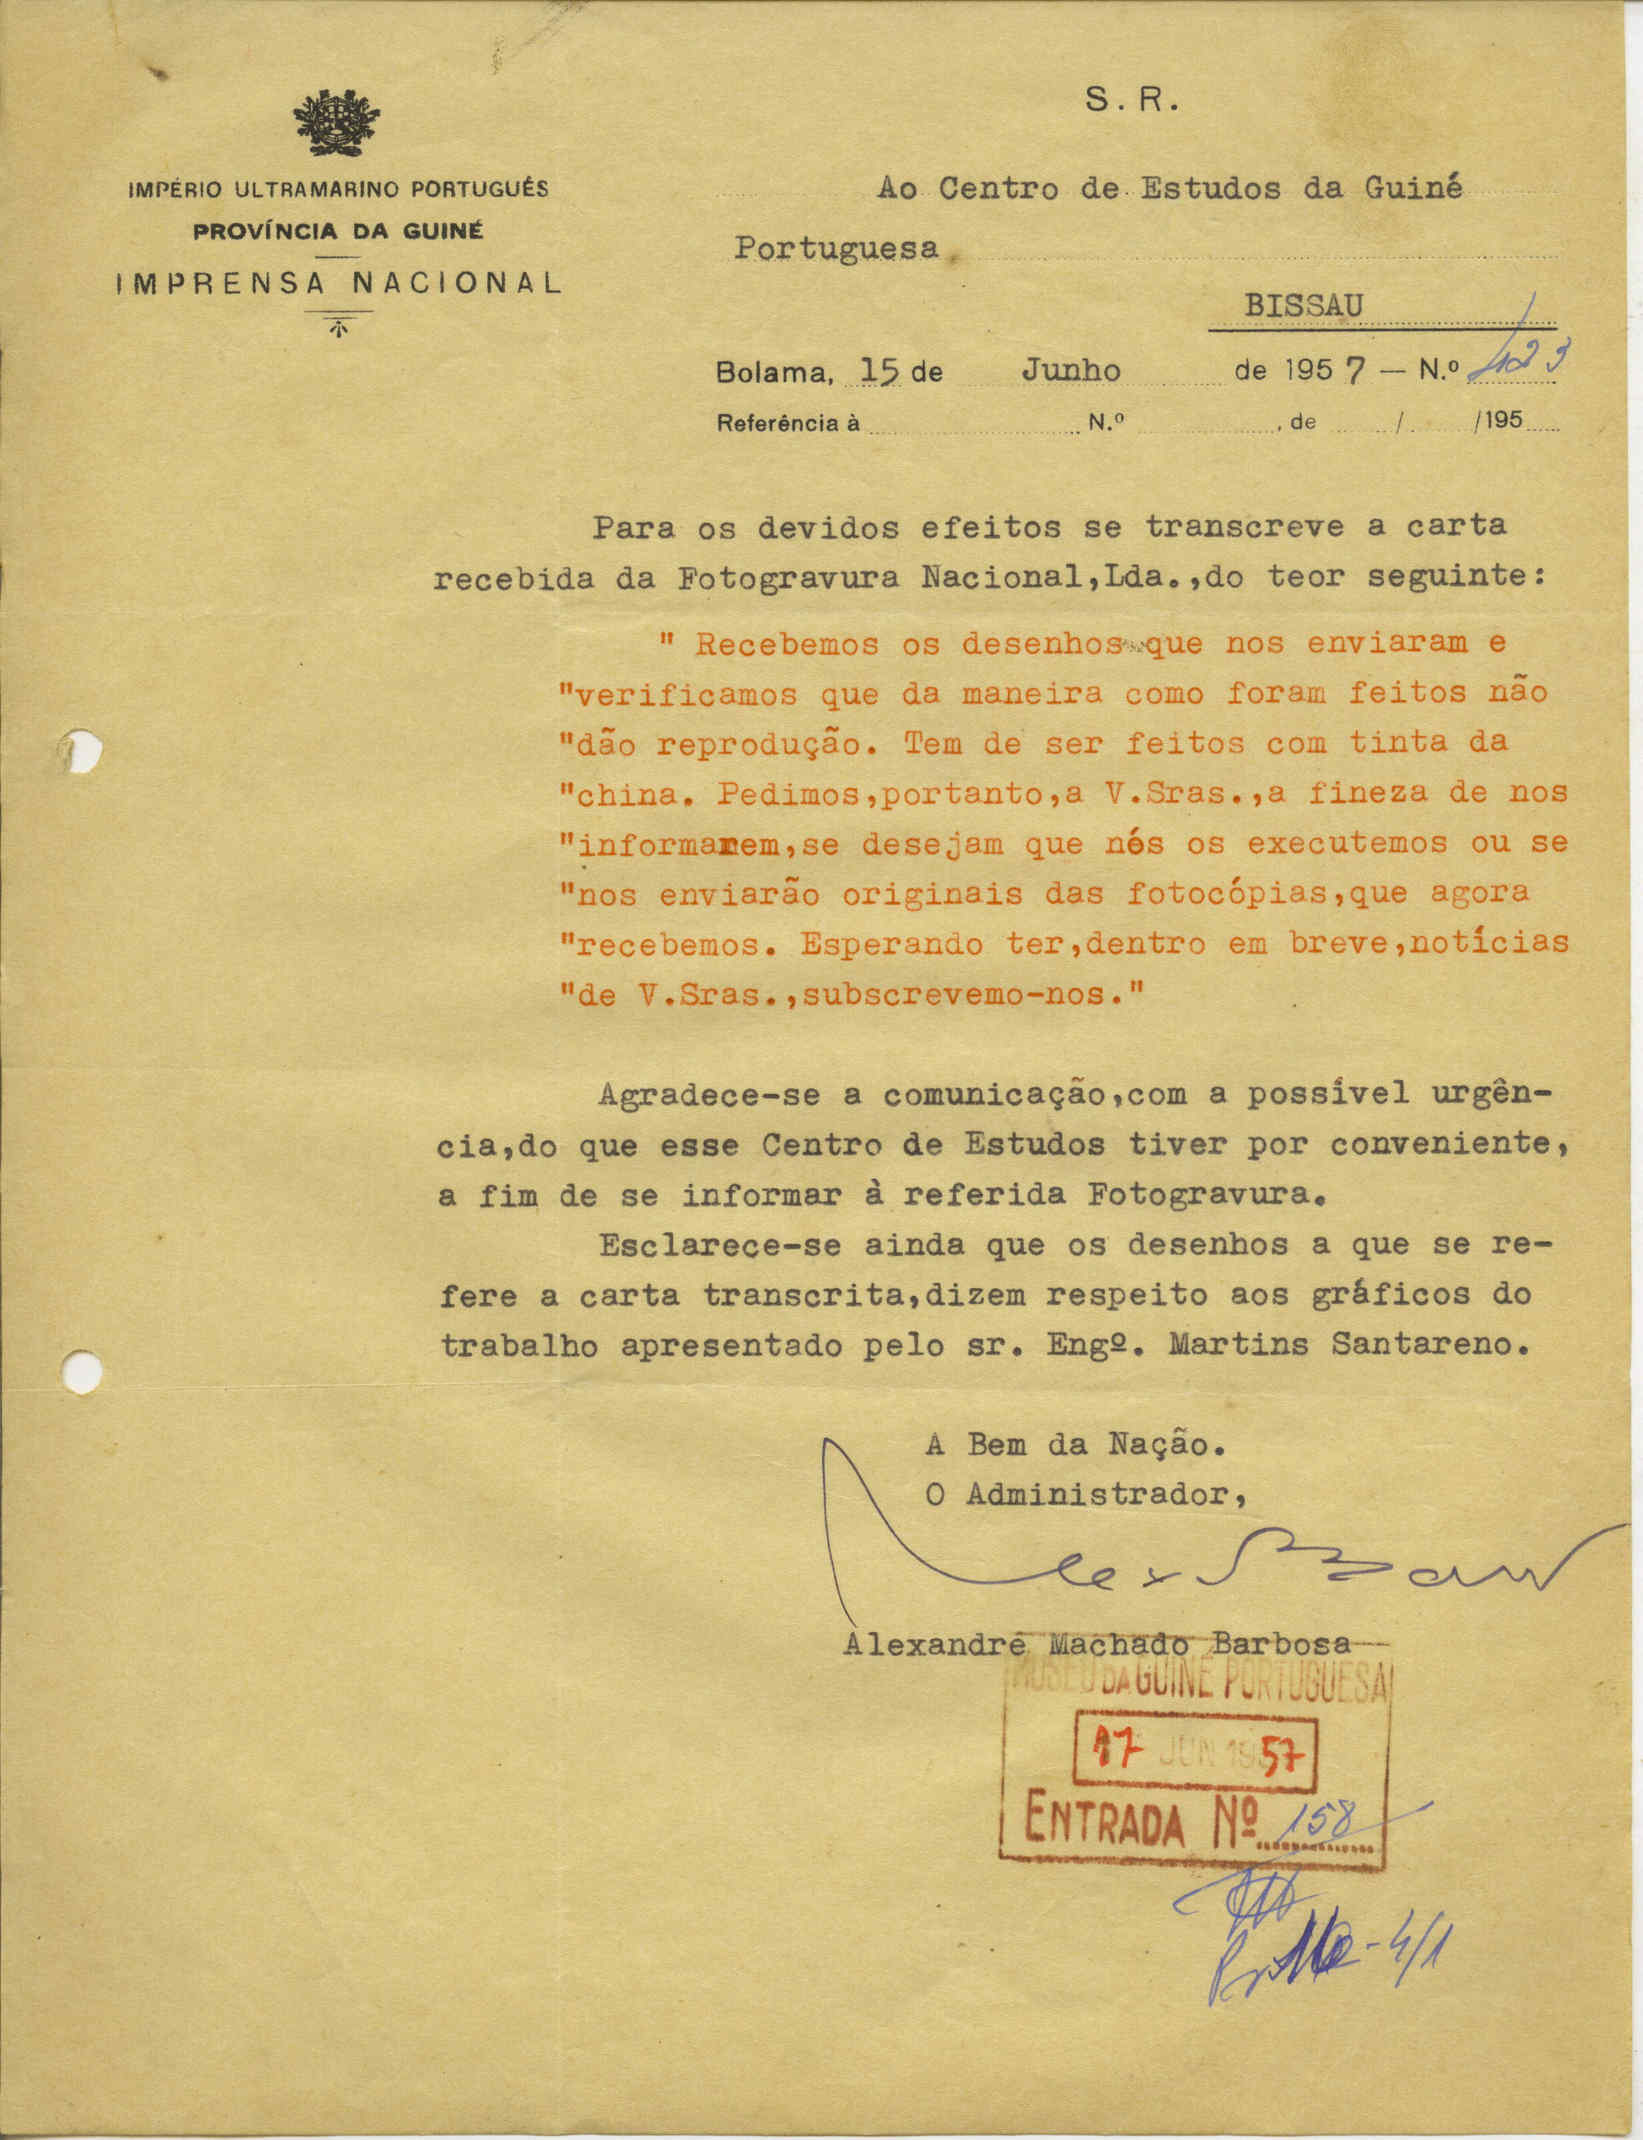 S. R.
IMPÉRIO ULTRAMARINO PORTUGUÊS
PROVÍNCIA DA GUINÉ
IMPRENSA NACIONAL
Ao Centro de Estudos da Guiné
Portuguesa
BISSAU
Bolama, 15 de Junho de 1957 — N.º 423
Referência à N.º , de / /195
Para os devidos efeitos se transcreve a carta
recebida da Fotogravura Nacional,Lda.,do teor seguinte:
" Recebemos os desenhos que nos enviaram e
"verificamos que da maneira como foram feitos não
"dão reprodução. Tem de ser feitos com tinta da
"china. Pedimos,portanto,a V.Sras.,a fineza de nos
"informarem,se desejam que nós os executemos ou se
"nos enviarão originais das fotocópias,que agora
"recebemos. Esperando ter,dentro em breve,notícias
"de V.Sras.,subscrevemo-nos."
Agradece-se a comunicação,com a possível urgên-
cia,do que esse Centro de Estudos tiver por conveniente,
a fim de se informar à referida Fotogravura.
Esclarece-se ainda que os desenhos a que se re-
fere a carta transcrita,dizem respeito aos gráficos do
trabalho apresentado pelo sr. Engº. Martins Santareno.
A Bem da Nação.
O Administrador,
Alexandre Machado Barbosa
MUSEU DA GUINÉ PORTUGUESA
17 JUN 1957
ENTRADA Nº 158
4/1